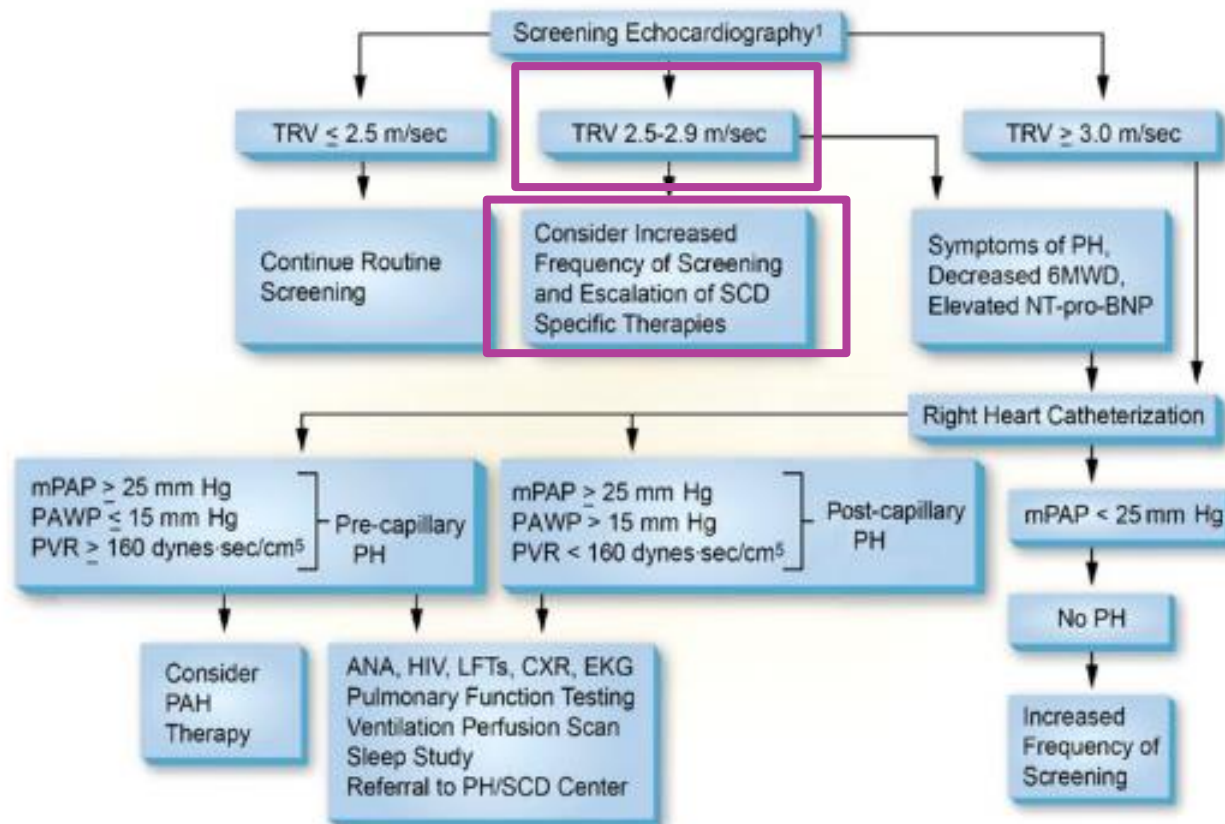 Screening Echocardiography¹
TRV ≤ 2.5 m/sec
TRV 2.5-2.9 m/sec
TRV ≥ 3.0 m/sec
Continue Routine
Screening
Consider Increased
Frequency of Screening
and Escalation of SCD
Specific Therapies
Symptoms of PH,
Decreased 6MWD,
Elevated NT-pro-BNP
Right Heart Catheterization
mPAP ≥ 25 mm Hg
PAWP ≤ 15 mm Hg
PVR ≥ 160 dynes·sec/cm⁵
Pre-capillary
PH
mPAP ≥ 25 mm Hg
PAWP > 15 mm Hg
PVR < 160 dynes·sec/cm⁵
Post-capillary
PH
mPAP < 25 mm Hg
No PH
Increased
Frequency of
Screening
Consider
PAH
Therapy
ANA, HIV, LFTs, CXR, EKG
Pulmonary Function Testing
Ventilation Perfusion Scan
Sleep Study
Referral to PH/SCD Center